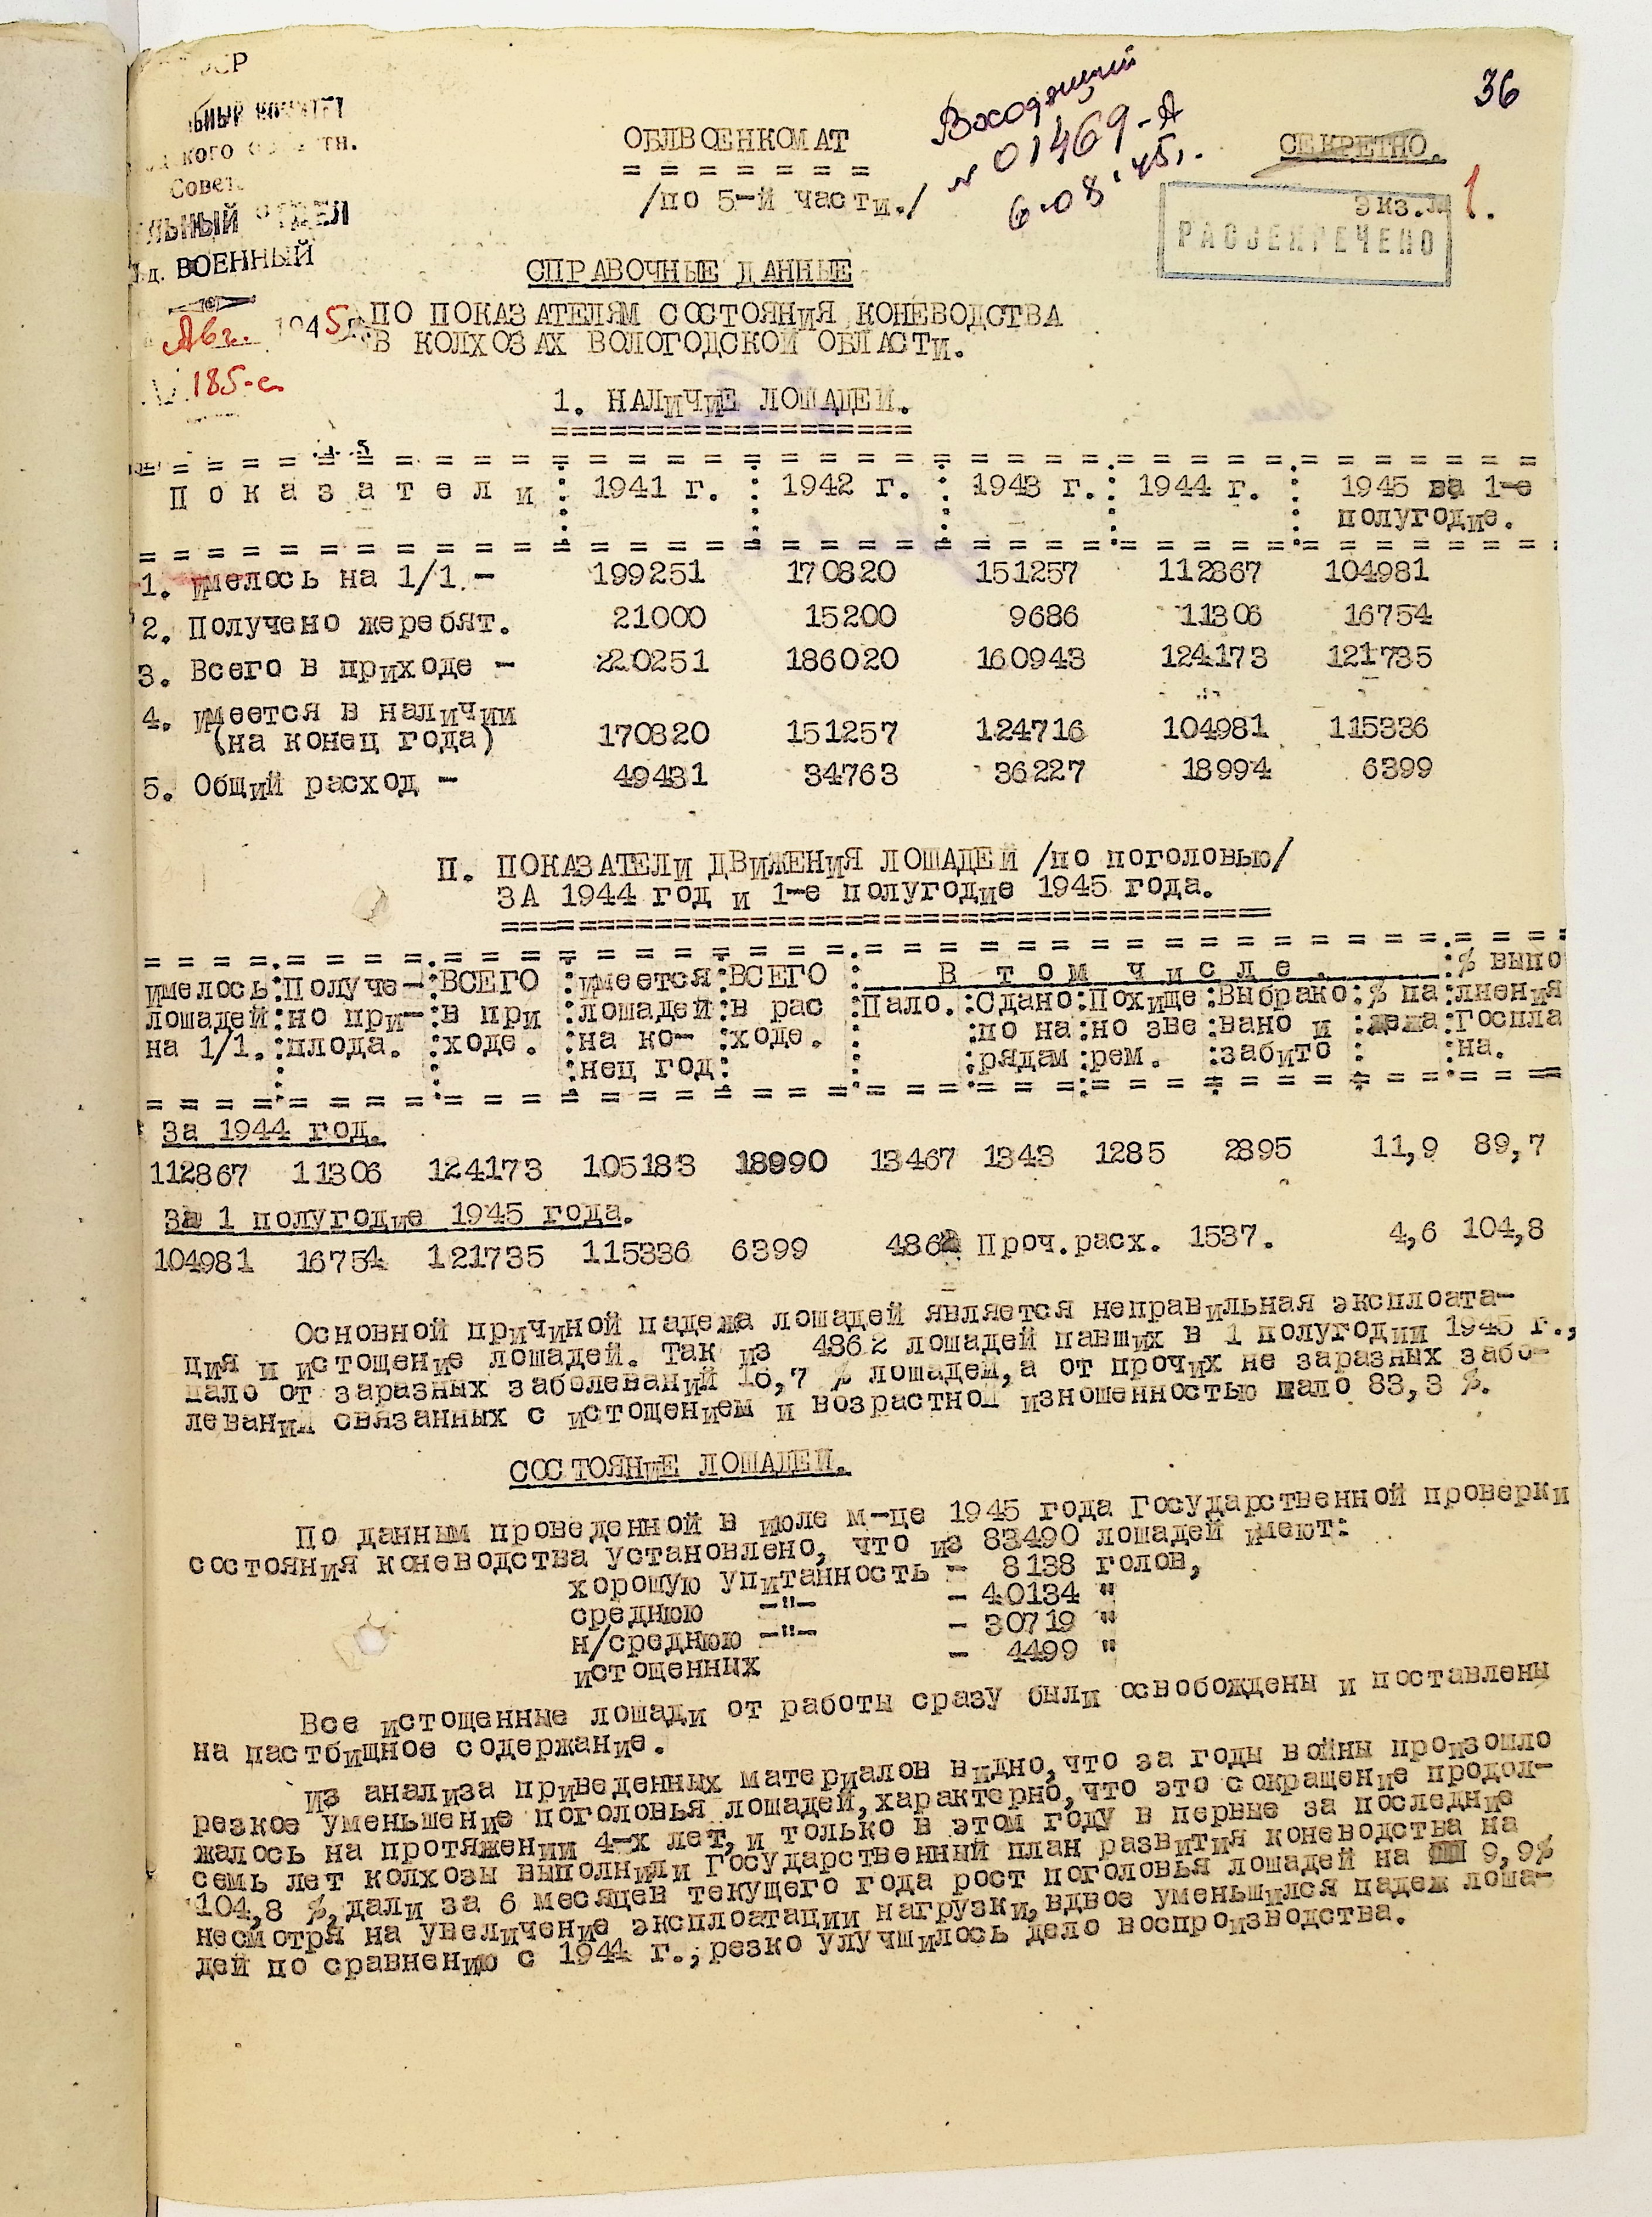 36
ОБЛВОЕНКОМАТ
= = = = = = =
/по 5-й части./
Входящий
№ 01469-А
6.08.45г.
СЕКРЕТНО.
экз.№ 1.
РАССЕКРЕЧЕНО
СР
ЬНЫЙ КОМИТЕТ
кого области.
Совет
ЛЬНЫЙ ОТДЕЛ
ВОЕННЫЙ
Авг. 1945
185-с
СПРАВОЧНЫЕ ДАННЫЕ
ПО ПОКАЗАТЕЛЯМ СОСТОЯНИЯ КОНЕВОДСТВА
В КОЛХОЗАХ ВОЛОГОДСКОЙ ОБЛАСТИ.
1. НАЛИЧИЕ ЛОШАДЕЙ.
П о к а з а т е л и : 1941 г. : 1942 г. : 1943 г. : 1944 г. : 1945 за 1-е
полугодие.
1. имелось на 1/1.- 199251 170820 151257 112867 104981
2. Получено жеребят. 21000 15200 9686 11306 16754
3. Всего в приходе - 220251 186020 160943 124173 121735
4. имеется в наличии
(на конец года) 170820 151257 124716 104981 115336
5. Общий расход - 49431 34763 36227 18994 6399
П. ПОКАЗАТЕЛИ ДВИЖЕНИЯ ЛОШАДЕЙ /по поголовью/
ЗА 1944 год и 1-е полугодие 1945 года.
имелось:Получе-:ВСЕГО :имеется:ВСЕГО : В т о м ч и с л е . :% выпо
лошадей:но при-:в при :лошадей:в рас :Пало.:Сдано:Похище:Выбрако:% па:лнения
на 1/1.:плода. :ходе. :на ко- :ходе. :по на:но зве:вано и :дежа:Госпла
:нец год: :рядам:рем. :забито : :на.
За 1944 год.
112867 11306 124173 105183 18990 13467 1343 1285 2895 11,9 89,7
За 1 полугодие 1945 года.
104981 16754 121735 115336 6399 4862 Проч.расх. 1537. 4,6 104,8
Основной причиной падежа лошадей является неправильная эксплоата-
ция и истощение лошадей. Так из 4862 лошадей павших в 1 полугодии 1945 г.,
пало от заразных заболеваний 16,7 % лошадей,а от прочих не заразных забо-
леваний связанных с истощением и возрастной изношенностью пало 83,3 %.
СОСТОЯНИЕ ЛОШАДЕЙ.
По данным проведенной в июле м-це 1945 года Государственной проверки
состояния коневодства установлено, что из 83490 лошадей имеют:
хорошую упитанность - 8138 голов,
среднюю -"- - 40134 "
н/среднюю -"- - 30719 "
истощенных - 4499 "
Все истощенные лошади от работы сразу были освобождены и поставлены
на пастбищное содержание.
Из анализа приведенных материалов видно,что за годы войны произошло
резкое уменьшение поголовья лошадей,характерно,что это сокращение продол-
жалось на протяжении 4-х лет,и только в этом году в первые за последние
семь лет колхозы выполнили Государственный план развития коневодства на
104,8 %,дали за 6 месяцев текущего года рост поголовья лошадей на 9,9%
несмотря на увеличение эксплоатации нагрузки,вдвое уменьшился падеж лоша-
дей по сравнению с 1944 г.,резко улучшилось дело воспроизводства.